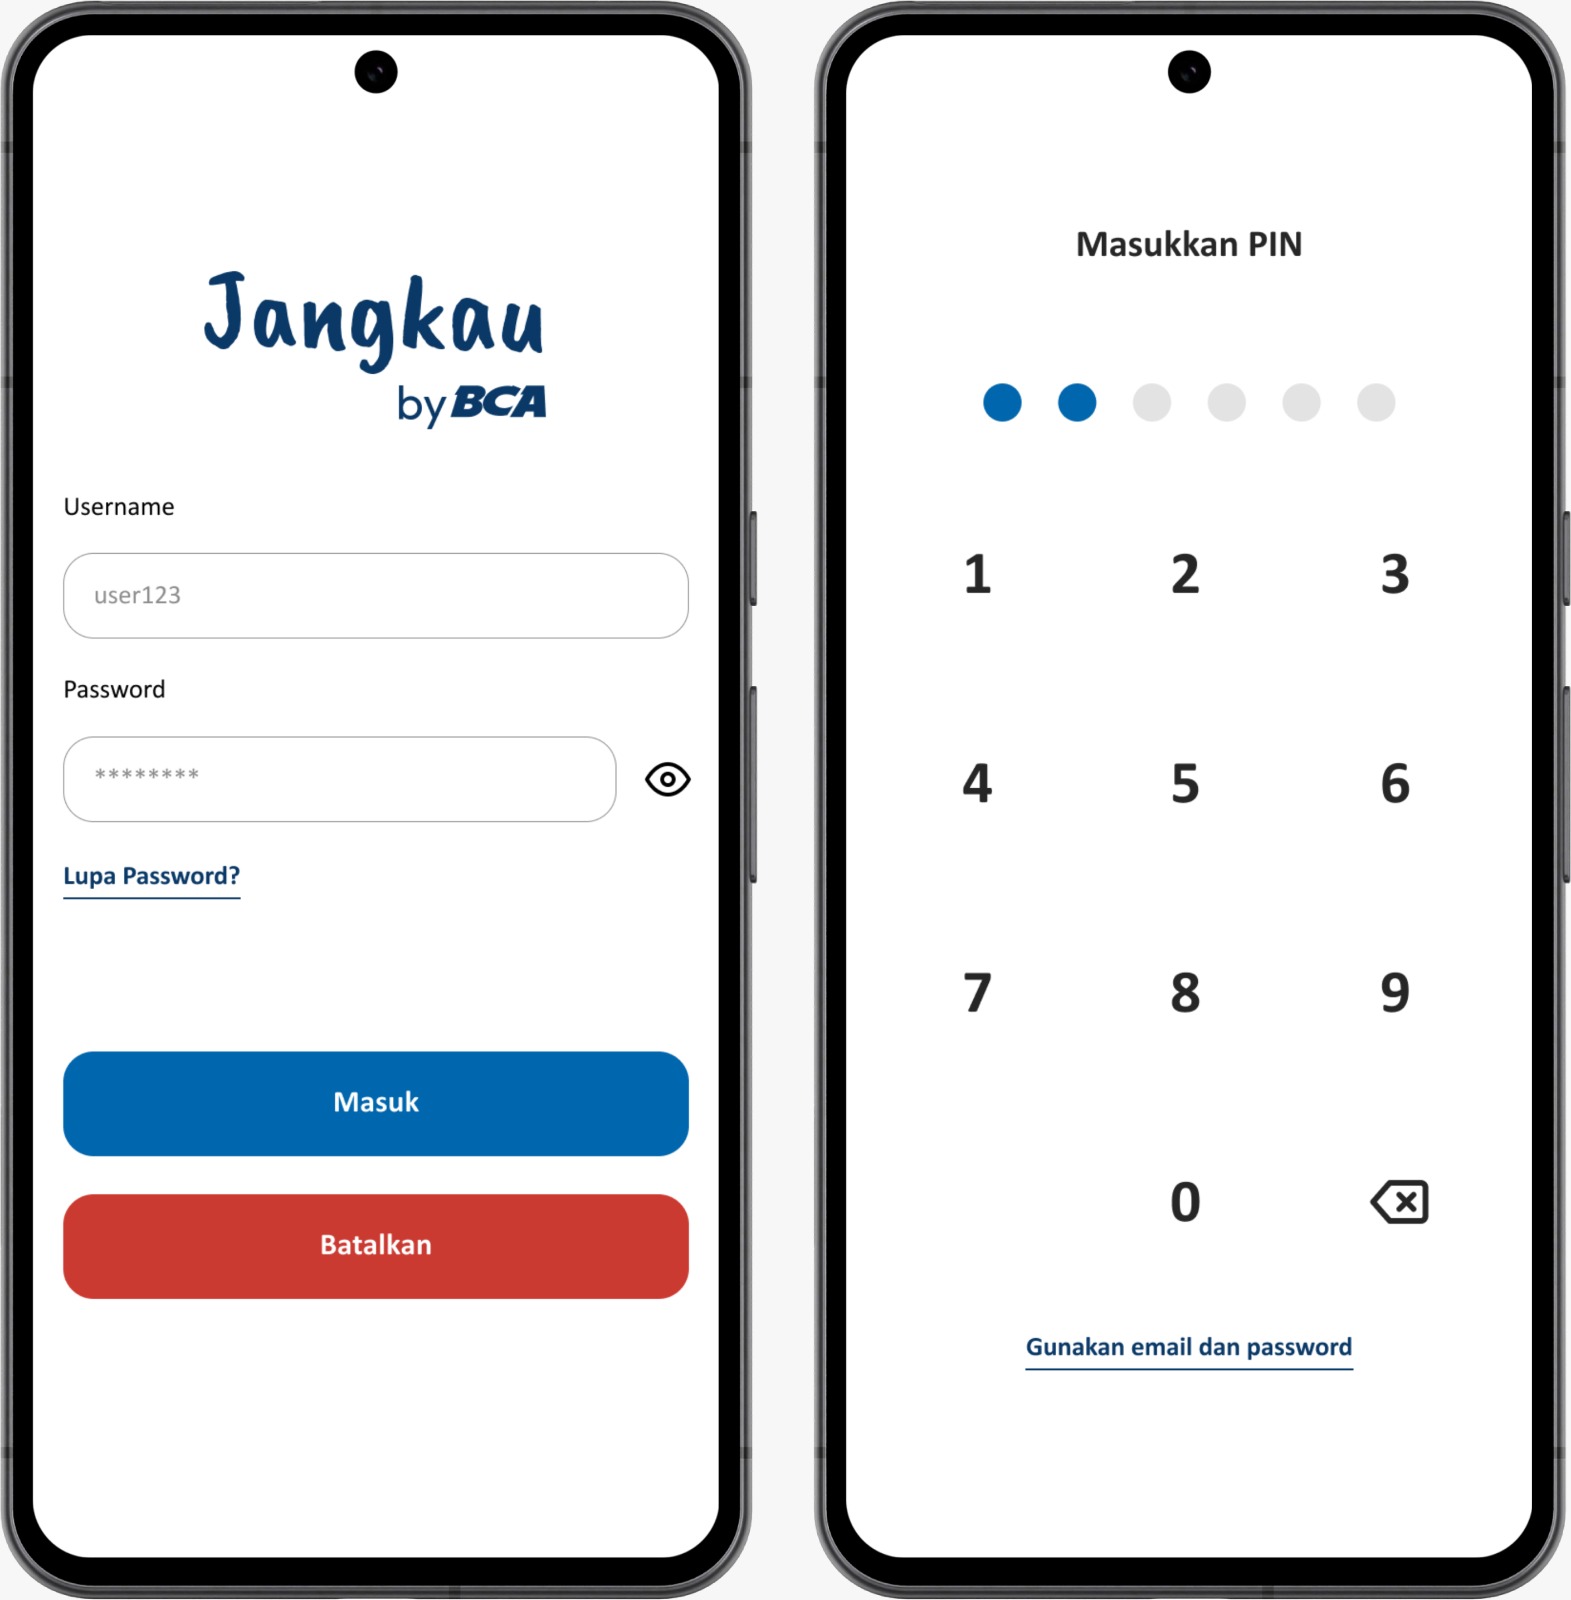 Jangkau
by BCA
Username
user123
Password
********
Lupa Password?
Masuk
Batalkan
Masukkan PIN
1 2 3
4 5 6
7 8 9
0
Gunakan email dan password